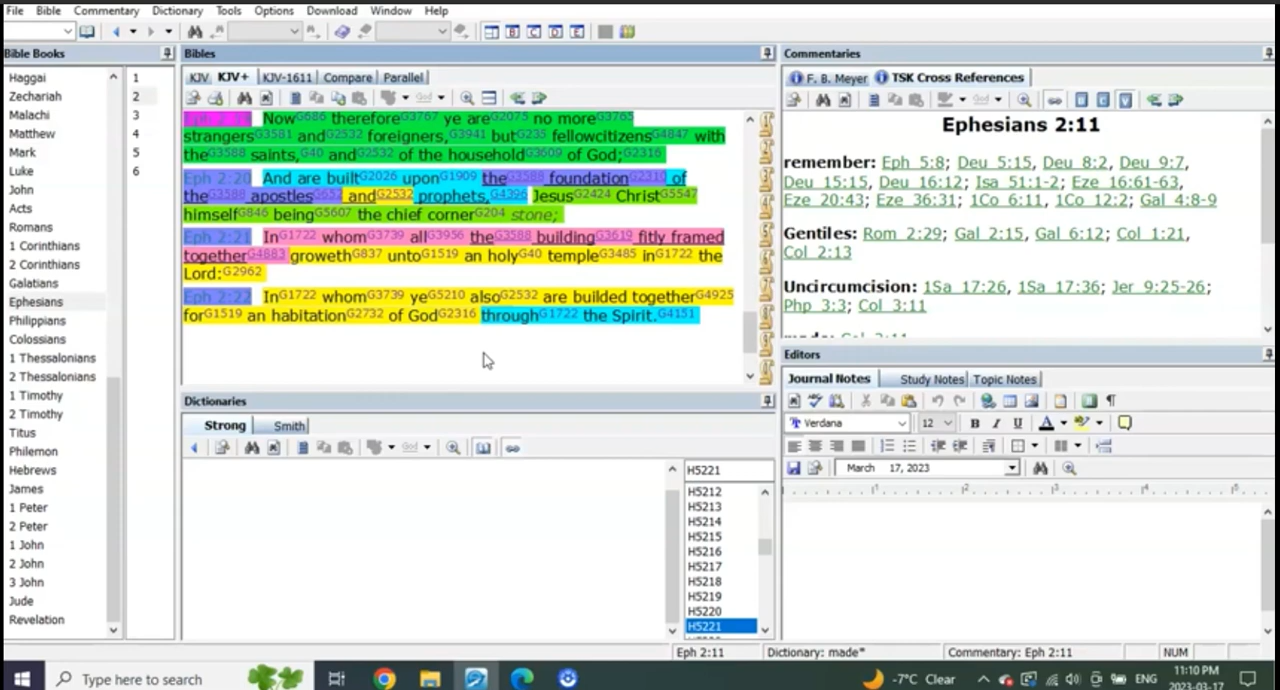 File Bible Commentary Dictionary Tools Options Download Window Help
Bible Books
Haggai
Zechariah
Malachi
Matthew
Mark
Luke
John
Acts
Romans
1 Corinthians
2 Corinthians
Galatians
Ephesians
Philippians
Colossians
1 Thessalonians
2 Thessalonians
1 Timothy
2 Timothy
Titus
Philemon
Hebrews
James
1 Peter
2 Peter
1 John
2 John
3 John
Jude
Revelation
1
2
3
4
5
6
Bibles
KJV KJV+ KJV-1611 Compare Parallel
Eph 2:19 Now G686 therefore G3767 ye are G2075 no more G3765
strangers G3581 and G2532 foreigners, G3941 but G235 fellowcitizens G4847 with
the G3588 saints, G40 and G2532 of the household G3609 of God; G2316
Eph 2:20 And are built G2026 upon G1909 the G3588 foundation G2310 of
the G3588 apostles G652 and G2532 prophets, G4396 Jesus G2424 Christ G5547
himself G846 being G5607 the chief corner G204 stone;
Eph 2:21 In G1722 whom G3739 all G3956 the G3588 building G3619 fitly framed
together G4883 groweth G837 unto G1519 an holy G40 temple G3485 in G1722 the
Lord: G2962
Eph 2:22 In G1722 whom G3739 ye G5210 also G2532 are builded together G4925
for G1519 an habitation G2732 of God G2316 through G1722 the Spirit. G4151
Dictionaries
Strong Smith
H5221
H5212
H5213
H5214
H5215
H5216
H5217
H5218
H5219
H5220
H5221
Commentaries
F. B. Meyer TSK Cross References
Ephesians 2:11
remember: Eph 5:8; Deu 5:15, Deu 8:2, Deu 9:7,
Deu 15:15, Deu 16:12; Isa 51:1-2; Eze 16:61-63,
Eze 20:43; Eze 36:31; 1Co 6:11, 1Co 12:2; Gal 4:8-9
Gentiles: Rom 2:29; Gal 2:15, Gal 6:12; Col 1:21,
Col 2:13
Uncircumcision: 1Sa 17:26, 1Sa 17:36; Jer 9:25-26;
Php 3:3; Col 3:11
Editors
Journal Notes Study Notes Topic Notes
Verdana 12 B I U A
March 17, 2023
1 2 3 4 5
Eph 2:11 Dictionary: made* Commentary: Eph 2:11 NUM
Type here to search
-7°C Clear ENG
11:10 PM
2023-03-17